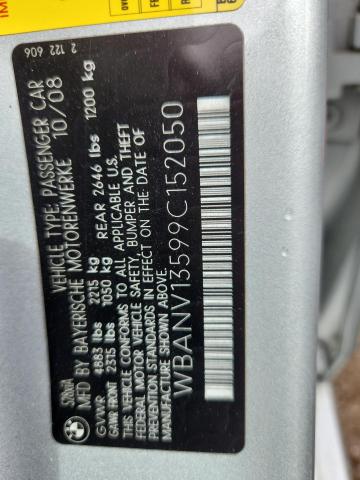 2 122 606
VEHICLE TYPE: PASSENGER CAR
MFD BY BAYERISCHE MOTORENWERKE 10/08
GVWR 4883 lbs 2215 kg
GAWR FRONT 2315 lbs 1050 kg REAR 2646 lbs 1200 kg
THIS VEHICLE CONFORMS TO ALL APPLICABLE U.S.
FEDERAL MOTOR VEHICLE SAFETY, BUMPER AND THEFT
PREVENTION STANDARDS IN EFFECT ON THE DATE OF
MANUFACTURE SHOWN ABOVE.
WBANV13599C152050